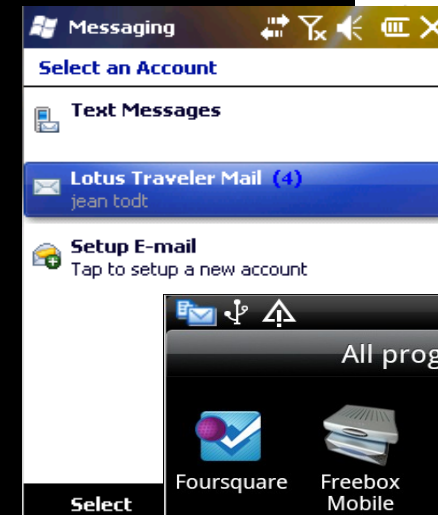 Messaging
Select an Account
Text Messages
Lotus Traveler Mail (4)
jean todt
Setup E-mail
Tap to setup a new account
All prog
Foursquare
Freebox
Mobile
Select